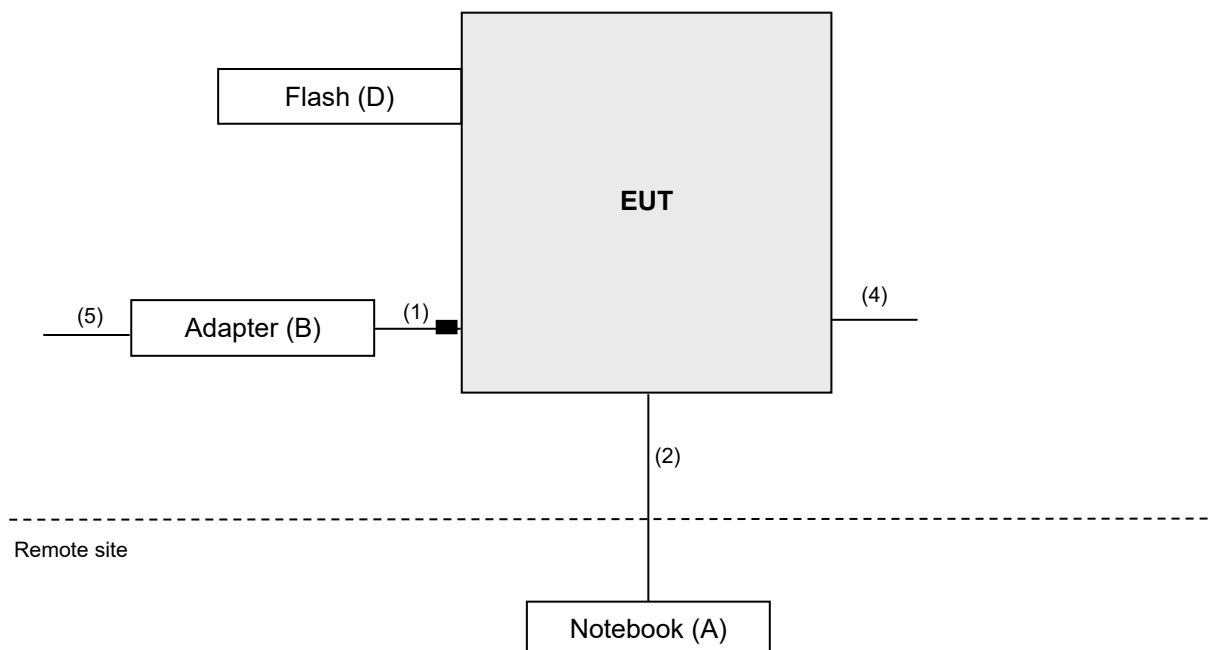 Flash (D)
EUT
(5)
Adapter (B)
(1)
(4)
(2)
Remote site
Notebook (A)